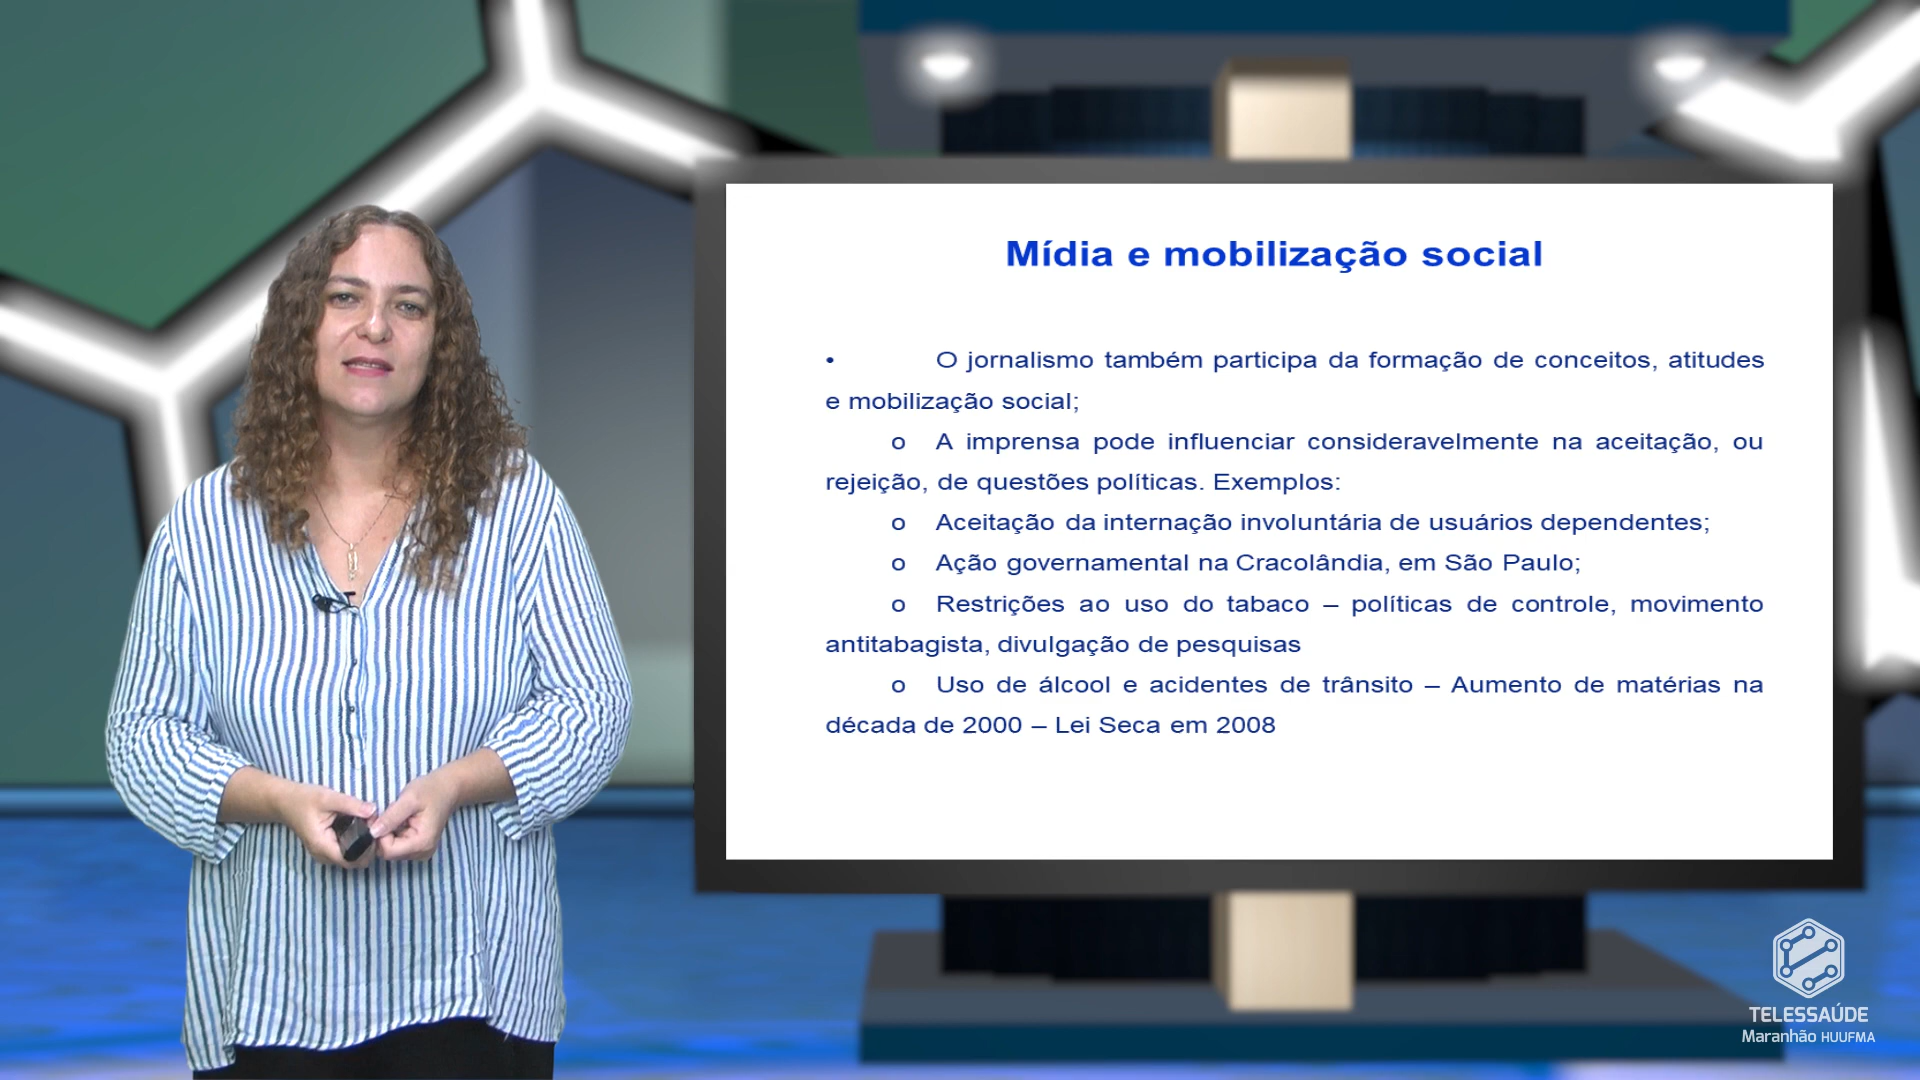 Mídia e mobilização social
• O jornalismo também participa da formação de conceitos, atitudes
e mobilização social;
o A imprensa pode influenciar consideravelmente na aceitação, ou
rejeição, de questões políticas. Exemplos:
o Aceitação da internação involuntária de usuários dependentes;
o Ação governamental na Cracolândia, em São Paulo;
o Restrições ao uso do tabaco – políticas de controle, movimento
antitabagista, divulgação de pesquisas
o Uso de álcool e acidentes de trânsito – Aumento de matérias na
década de 2000 – Lei Seca em 2008
TELESSAÚDE
Maranhão HUUFMA